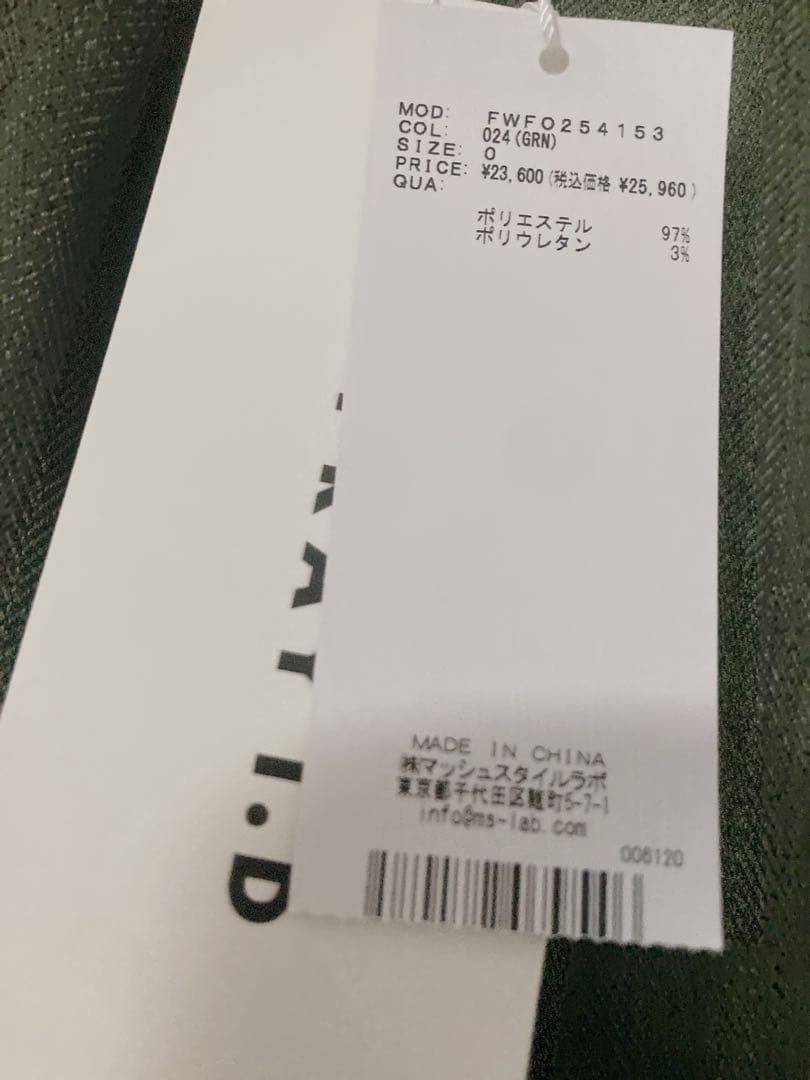 MOD: FWFO254153
COL: 024(GRN)
SIZE: 0
PRICE: ¥23,600(税込価格 ¥25,960)
QUA:
ポリエステル 97%
ポリウレタン 3%
MADE IN CHINA
㈱マッシュスタイルラボ
東京都千代田区麹町5-7-1
info@ms-lab.com
006120
I.D